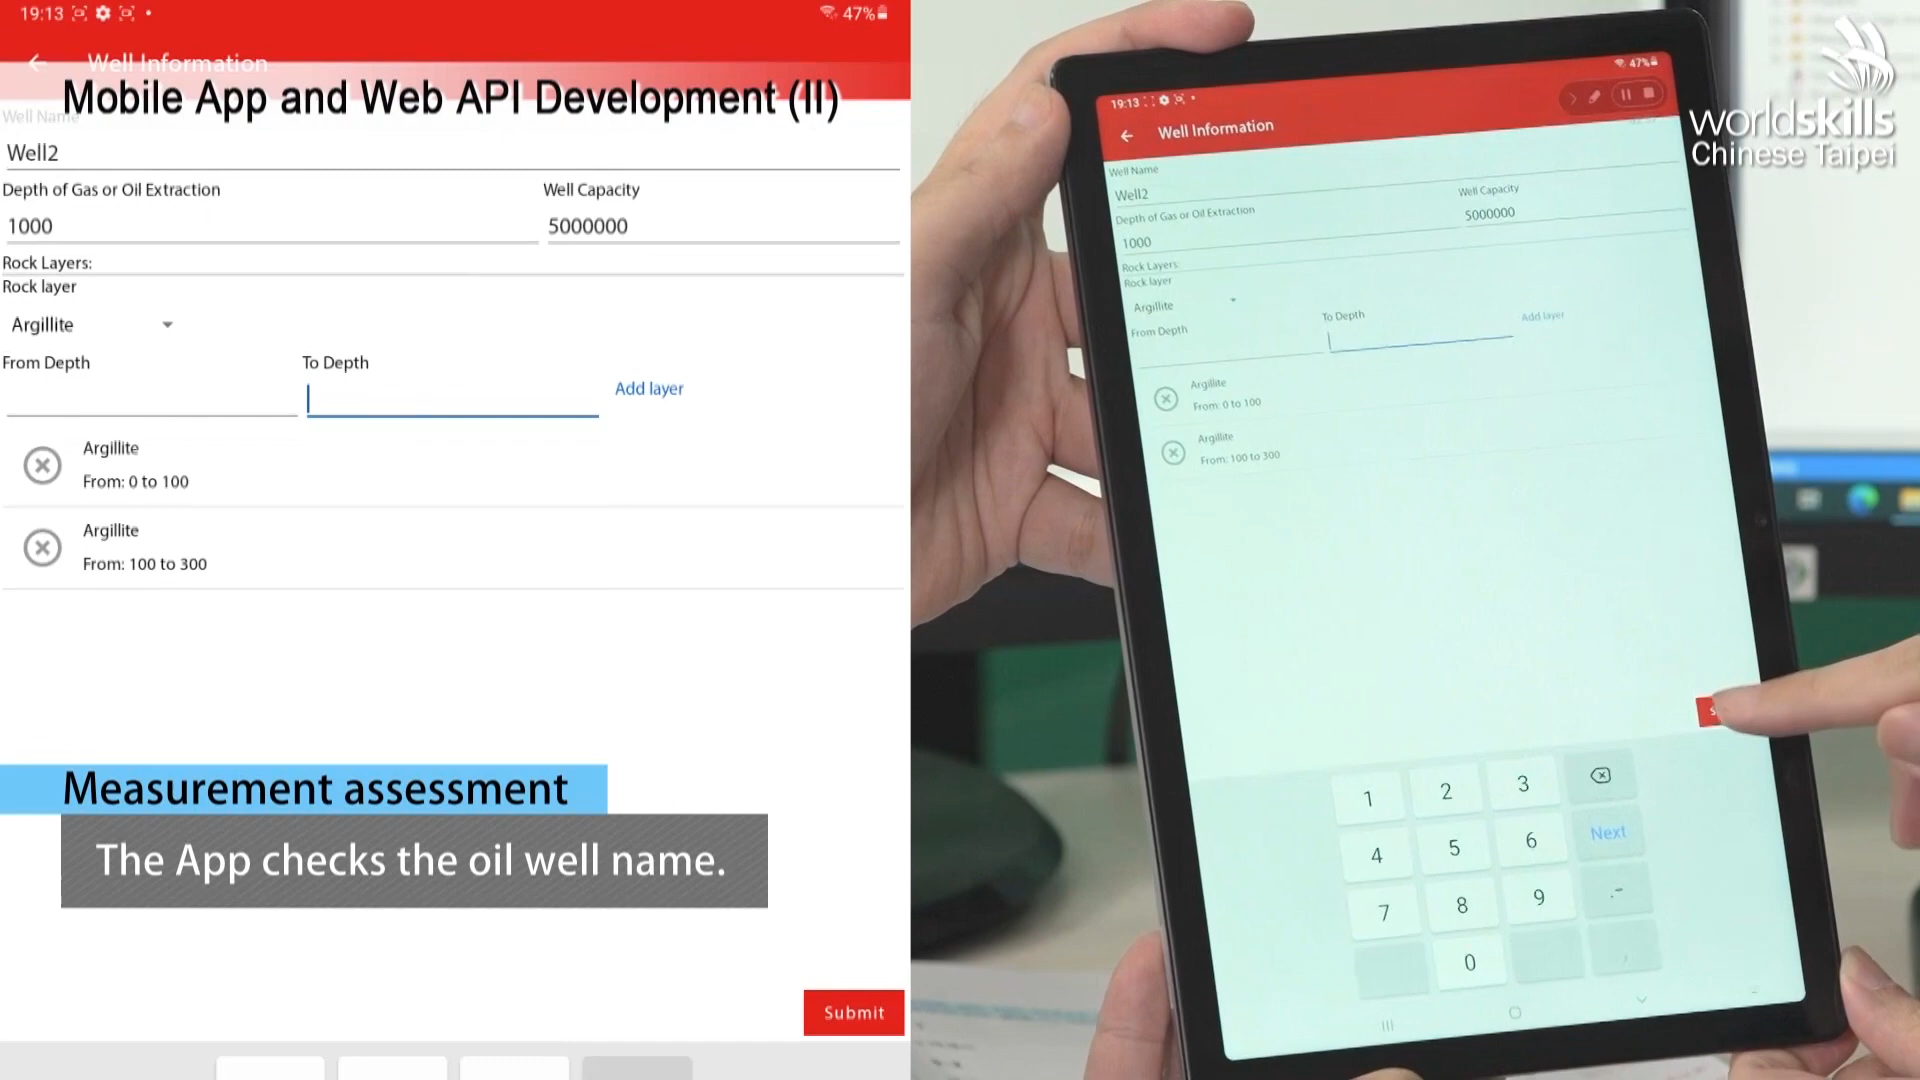 19:13
47%
Well Information
Mobile App and Web API Development (II)
Well Name
Well2
Depth of Gas or Oil Extraction
Well Capacity
1000
5000000
Rock Layers:
Rock layer
Argillite
From Depth
To Depth
Add layer
Argillite
From: 0 to 100
Argillite
From: 100 to 300
Measurement assessment
The App checks the oil well name.
Submit
19:13
47%
Well Information
Well Name
Well2
Depth of Gas or Oil Extraction
Well Capacity
1000
5000000
Rock Layers:
Rock layer
Argillite
From Depth
To Depth
Add layer
Argillite
From: 0 to 100
Argillite
From: 100 to 300
S
1 2 3
4 5 6 Next
7 8 9 .-
0 ,
worldskills
Chinese Taipei